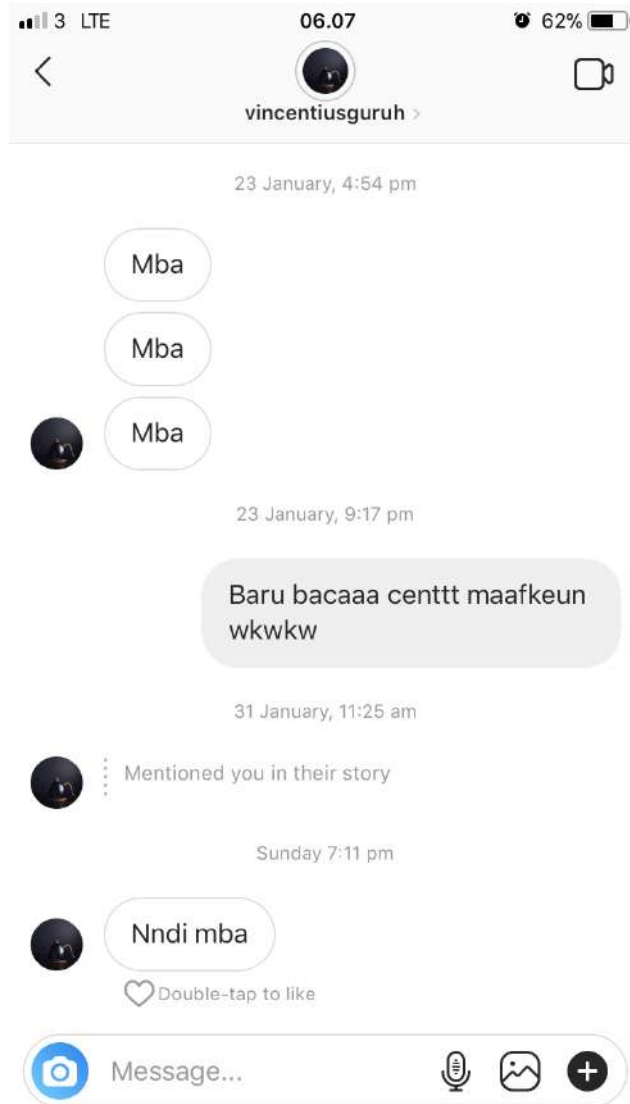 3 LTE 06.07 62%
vincentiusguruh >
23 January, 4:54 pm
Mba
Mba
Mba
23 January, 9:17 pm
Baru bacaaa centtt maafkeun
wkwkw
31 January, 11:25 am
Mentioned you in their story
Sunday 7:11 pm
Nndi mba
Double-tap to like
Message...